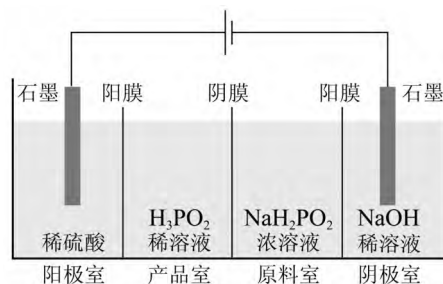 石墨 阳膜 阴膜 阳膜 石墨
H₃PO₂ NaH₂PO₂ NaOH
稀硫酸 稀溶液 浓溶液 稀溶液
阳极室 产品室 原料室 阴极室